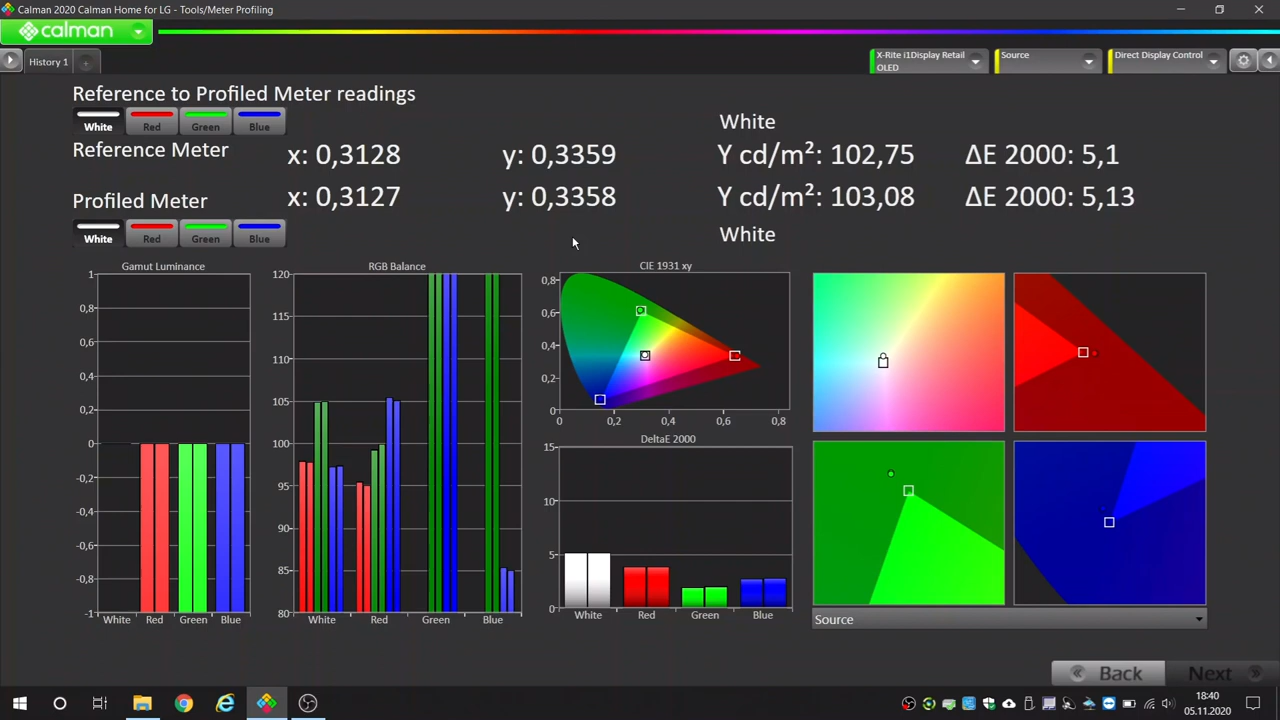 Calman 2020 Calman Home for LG - Tools/Meter Profiling
calman
History 1
X-Rite i1Display Retail
OLED
Source
Direct Display Control
Reference to Profiled Meter readings
White Red Green Blue
White
Reference Meter x: 0,3128 y: 0,3359 Y cd/m²: 102,75 ΔE 2000: 5,1
Profiled Meter x: 0,3127 y: 0,3358 Y cd/m²: 103,08 ΔE 2000: 5,13
White Red Green Blue
White
Gamut Luminance
1
0,8
0,6
0,4
0,2
0
-0,2
-0,4
-0,6
-0,8
-1
White Red Green Blue
RGB Balance
120
115
110
105
100
95
90
85
80
White Red Green Blue
CIE 1931 xy
0,8
0,6
0,4
0,2
0
0 0,2 0,4 0,6 0,8
DeltaE 2000
15
10
5
0
White Red Green Blue
Source
Back Next
18:40
05.11.2020